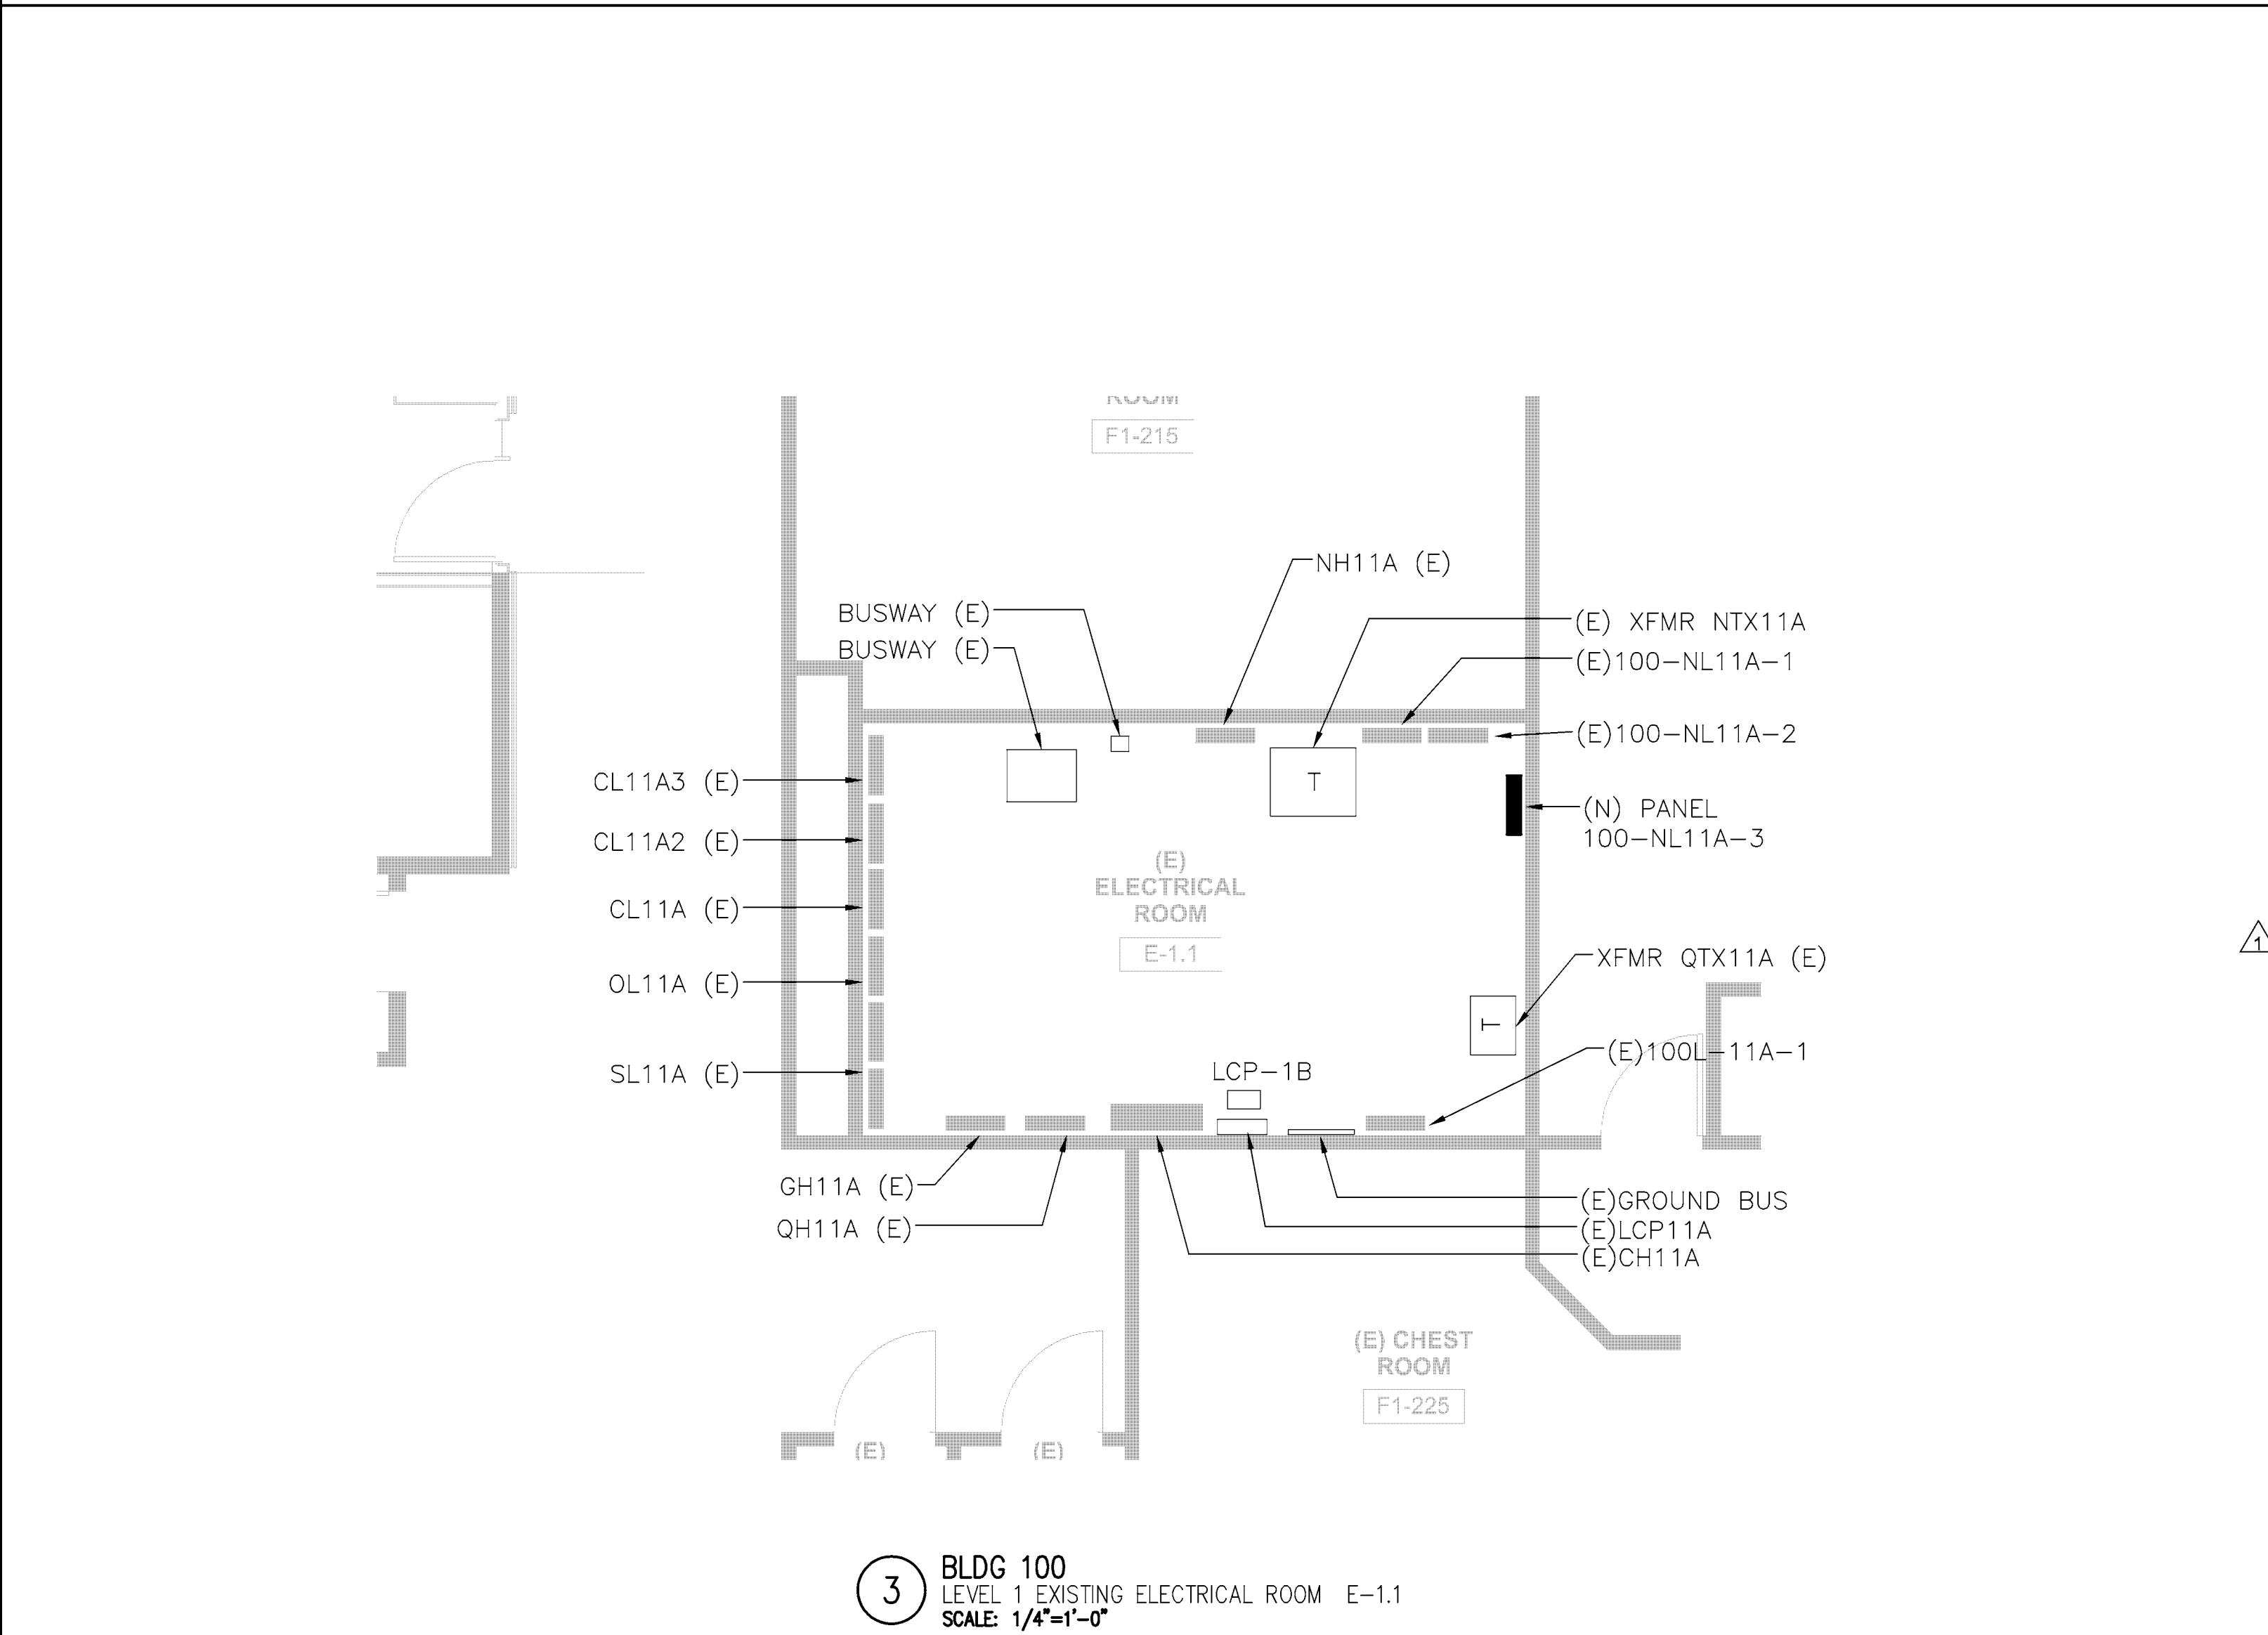 ROOM
F1-215
NH11A (E)
BUSWAY (E)
BUSWAY (E)
(E) XFMR NTX11A
(E)100-NL11A-1
(E)100-NL11A-2
T
CL11A3 (E)
CL11A2 (E)
CL11A (E)
OL11A (E)
SL11A (E)
(N) PANEL
100-NL11A-3
(E)
ELECTRICAL
ROOM
E-1.1
1
XFMR QTX11A (E)
T
(E)100L-11A-1
LCP-1B
GH11A (E)
QH11A (E)
(E)GROUND BUS
(E)LCP11A
(E)CH11A
(E) CHEST
ROOM
F1-225
(E)
(E)
3
BLDG 100
LEVEL 1 EXISTING ELECTRICAL ROOM E-1.1
SCALE: 1/4"=1'-0"